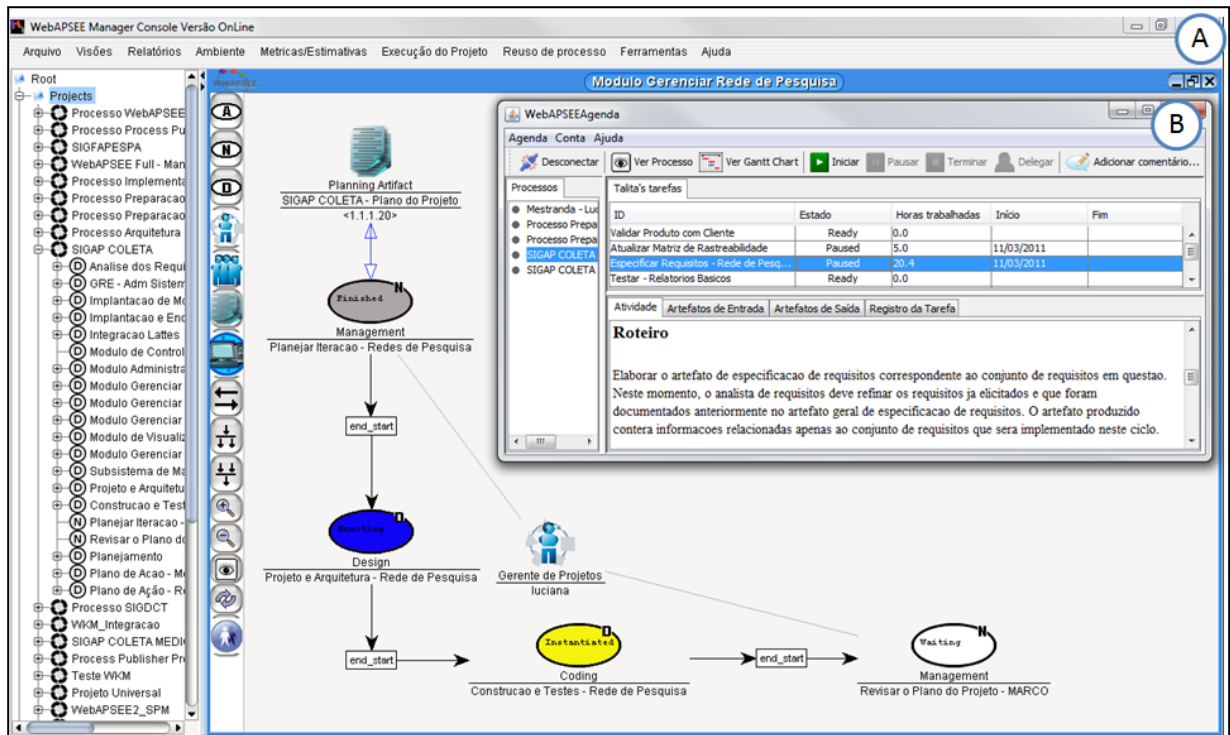 WebAPSEE Manager Console Versão OnLine
A
Arquivo Visões Relatórios Ambiente Metricas/Estimativas Execução do Projeto Reuso de processo Ferramentas Ajuda
Root
Projects
Processo WebAPSEE
Processo Process Pu
SIGFAPESPA
WebAPSEE Full - Man
Processo Implementa
Processo Preparacao
Processo Preparacao
Processo Arquitetura
SIGAP COLETA
D Analise dos Requi
D GRE - Adm Sistem
D Implantacao de Mo
D Implantacao e Enc
D Integracao Lattes
D Modulo de Control
D Modulo Administra
D Modulo Gerenciar
D Modulo Gerenciar
D Modulo Gerenciar
D Modulo de Visualiz
D Modulo Gerenciar
D Subsistema de Ma
D Projeto e Arquitetu
D Construcao e Test
N Planejar Iteracao -
N Revisar o Plano do
D Planejamento
D Plano de Acao - Mo
D Plano de Ação - R
Processo SIGDCT
WKM_Integracao
SIGAP COLETA MEDI
Process Publisher Pr
Teste WKM
Projeto Universal
WebAPSEE2_SPM
WebAPSEE
Modulo Gerenciar Rede de Pesquisa
A
N
D
Planning Artifact
SIGAP COLETA - Plano do Projeto
<1.1.1.20>
N
Finished
Management
Planejar Iteracao - Redes de Pesquisa
end_start
D
Enacting
Design
Projeto e Arquitetura - Rede de Pesquisa
end_start
Gerente de Projetos
luciana
D
Instantiated
Coding
Construcao e Testes - Rede de Pesquisa
end_start
N
Waiting
Management
Revisar o Plano do Projeto - MARCO
WebAPSEEAgenda
B
Agenda Conta Ajuda
Desconectar Ver Processo Ver Gantt Chart Iniciar Pausar Terminar Delegar Adicionar comentário...
Processos
Mestranda - Luc
Processo Prepa
Processo Prepa
SIGAP COLETA
SIGAP COLETA
Talita's tarefas
ID Estado Horas trabalhadas Início Fim
Validar Produto com Cliente Ready 0.0
Atualizar Matriz de Rastreabilidade Paused 5.0 11/03/2011
Especificar Requisitos - Rede de Pesq... Paused 20.4 11/03/2011
Testar - Relatorios Basicos Ready 0.0
Atividade Artefatos de Entrada Artefatos de Saída Registro da Tarefa
Roteiro
Elaborar o artefato de especificacao de requisitos correspondente ao conjunto de requisitos em questao.
Neste momento, o analista de requisitos deve refinar os requisitos ja elicitados e que foram
documentados anteriormente no artefato geral de especificacao de requisitos. O artefato produzido
contera informacoes relacionadas apenas ao conjunto de requisitos que sera implementado neste ciclo.